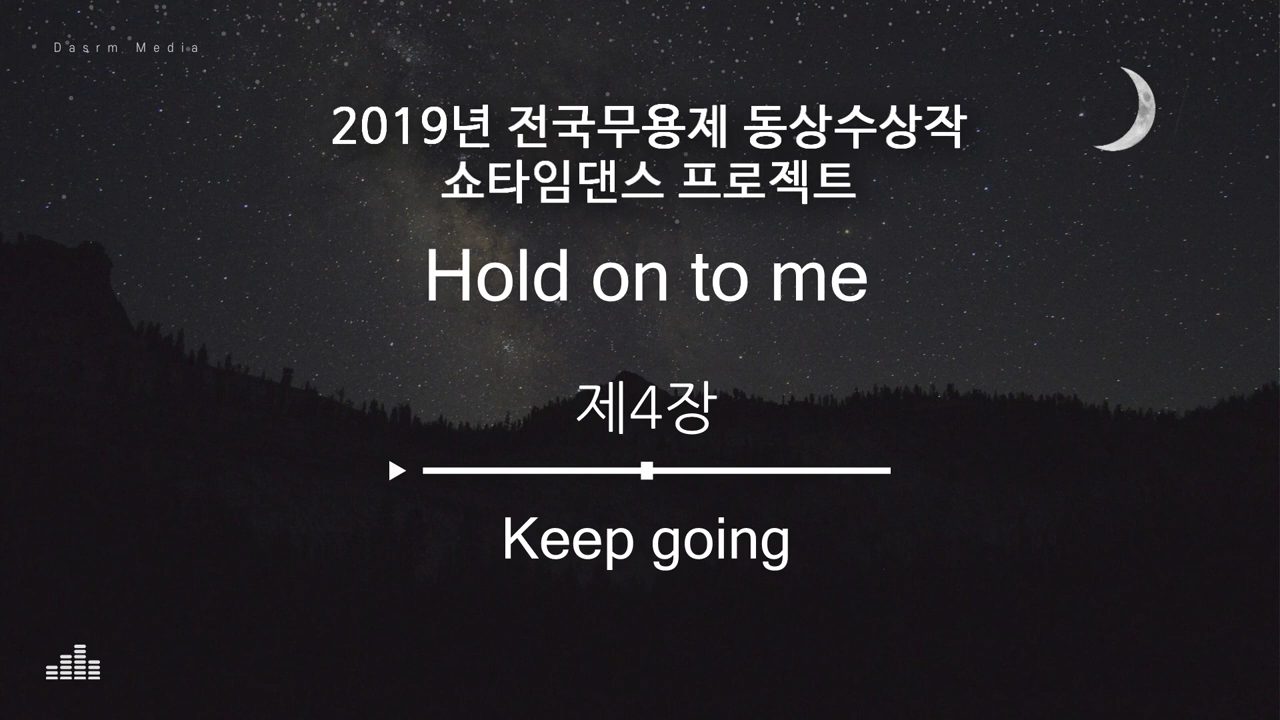 Dasrm Media
2019년 전국무용제 동상수상작
쇼타임댄스 프로젝트
Hold on to me
제4장
Keep going